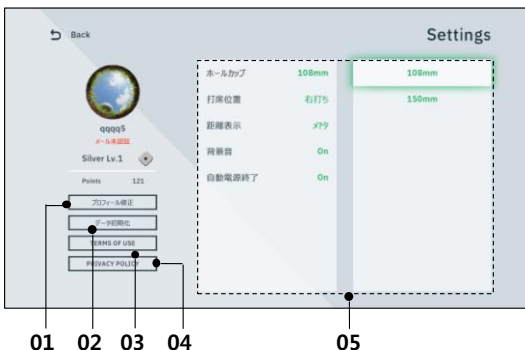 Back
Settings
qqqq5
メール未認証
Silver Lv.1
Points 121
プロフィール修正
データ初期化
TERMS OF USE
PRIVACY POLICY
ホールカップ 108mm
打席位置 右打ち
距離表示 メータ
背景音 On
自動電源終了 On
108mm
150mm
01 02 03 04 05